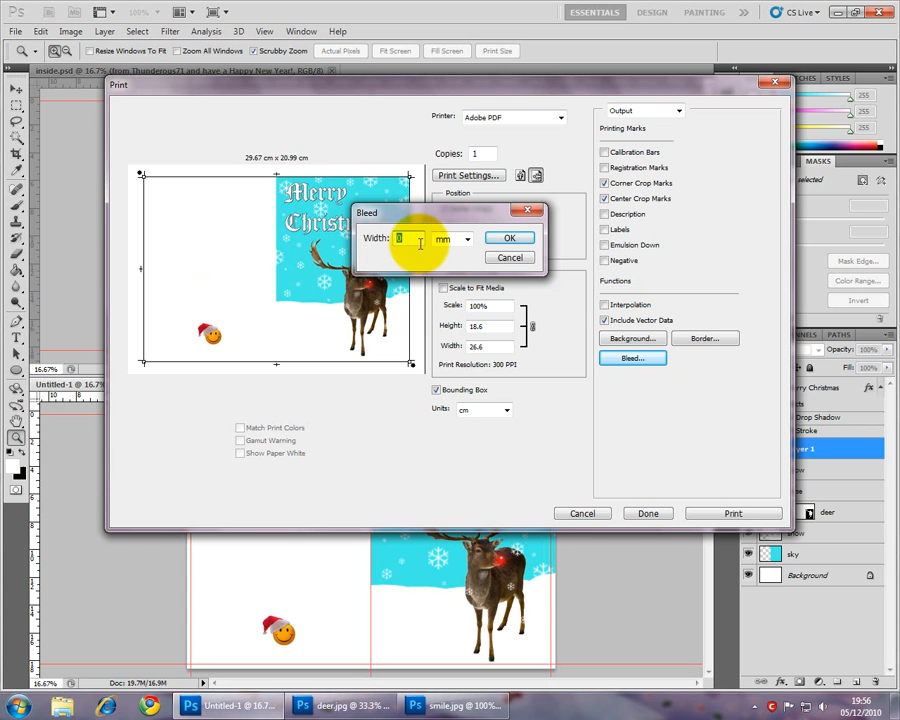 Ps Br Mb 100% ESSENTIALS DESIGN PAINTING CS Live
File Edit Image Layer Select Filter Analysis 3D View Window Help
Resize Windows To Fit Zoom All Windows Scrubby Zoom Actual Pixels Fit Screen Fill Screen Print Size
inside.psd @ 16.7% (from Thunderous71 and have a Happy New Year!, RGB/8)
STYLES
Print
255
255
255
Printer: Adobe PDF
Output
Printing Marks
Copies: 1
Calibration Bars
29.67 cm x 20.99 cm
MASKS
Print Settings...
Registration Marks
Corner Crop Marks
selected
Position
Center Crop Marks
Merry
Christm
Bleed
Description
Labels
Width: 0 mm OK
Cancel
Emulsion Down
Negative
Mask Edge...
Color Range...
Functions
Scale to Fit Media
Invert
Scale: 100%
Interpolation
Height: 18.6
Include Vector Data
Width: 26.6
Background... Border...
Bleed...
PATHS
Opacity: 100%
Print Resolution: 300 PPI
Fill: 100%
16.67%
Untitled-1 @ 16.7%
Bounding Box
Units: cm
Match Print Colors
Gamut Warning
Show Paper White
Drop Shadow
Stroke
deer
Cancel Done Print
sky
Background
16.67% Doc: 19.7M/16.9M
Untitled-1 @ 16.7... deer.jpg @ 33.3% ... smile.jpg @ 100%...
19:56
05/12/2010